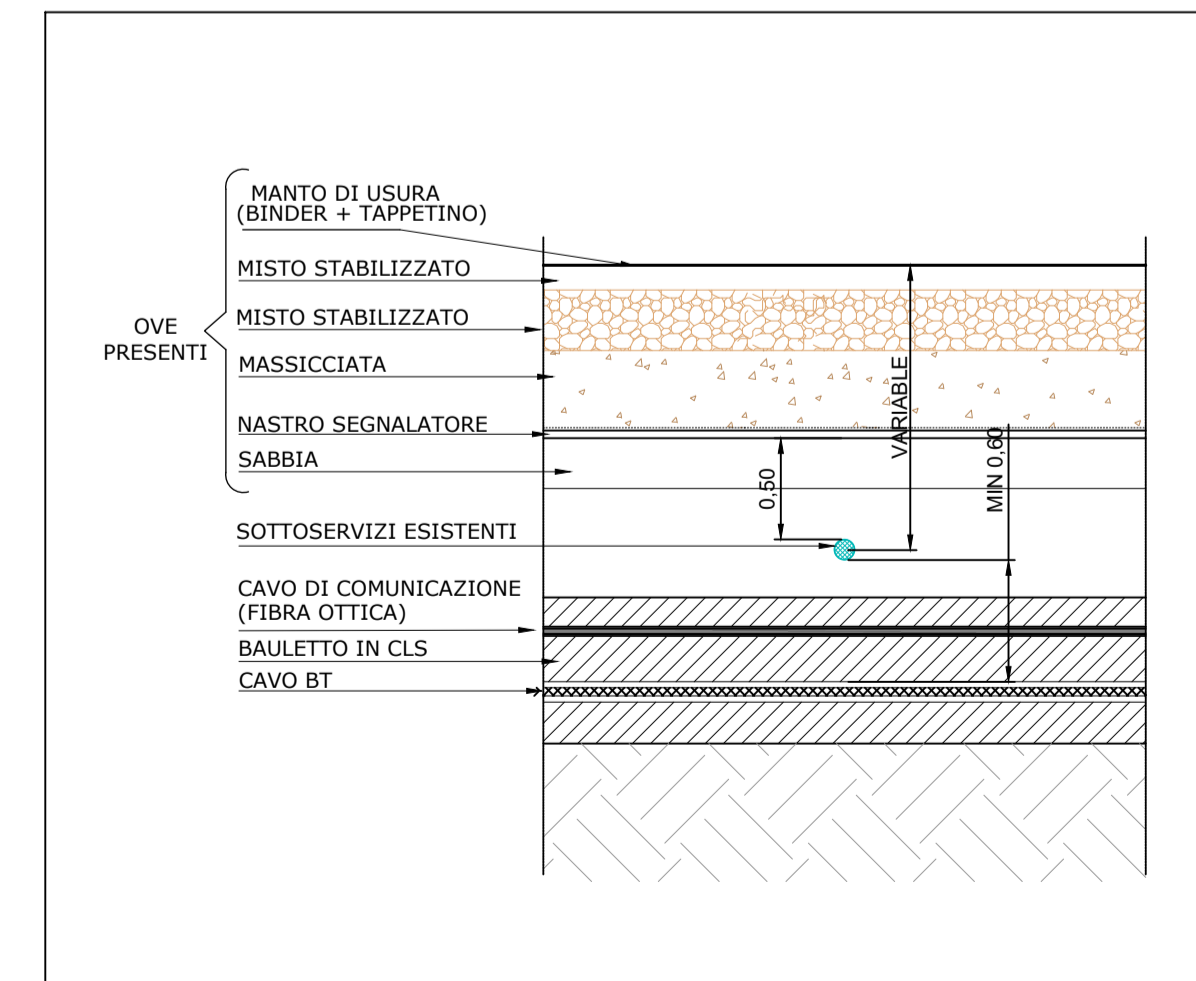 MANTO DI USURA
(BINDER + TAPPETINO)
MISTO STABILIZZATO
MISTO STABILIZZATO
OVE
PRESENTI
MASSICCIATA
NASTRO SEGNALATORE
SABBIA
SOTTOSERVIZI ESISTENTI
CAVO DI COMUNICAZIONE
(FIBRA OTTICA)
BAULETTO IN CLS
CAVO BT
0,50
VARIABLE
MIN 0,60